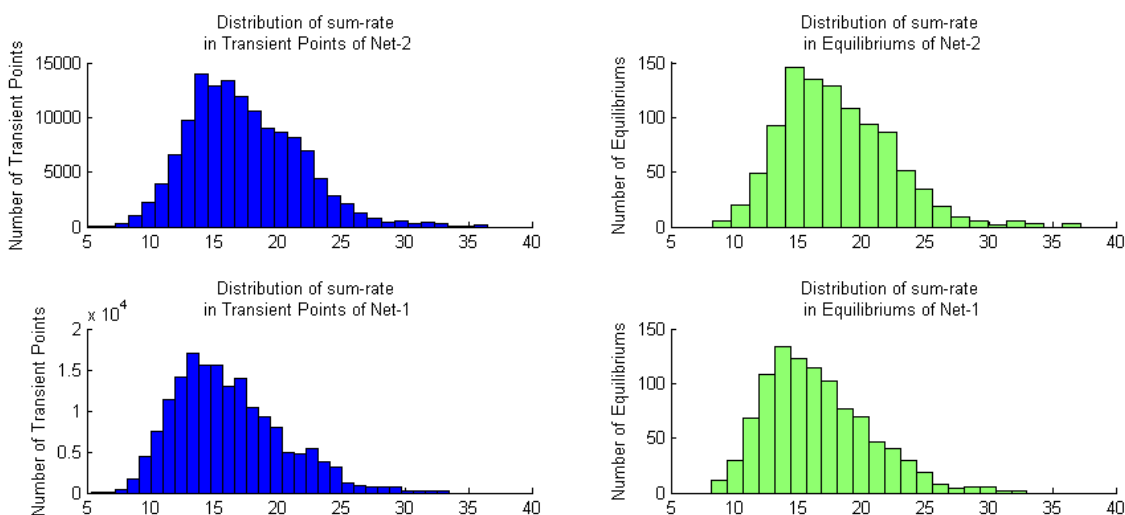 Distribution of sum-rate
in Transient Points of Net-2
Number of Transient Points
15000
10000
5000
0
5 10 15 20 25 30 35 40
Distribution of sum-rate
in Equilibriums of Net-2
Number of Equilibriums
150
100
50
0
5 10 15 20 25 30 35 40
Distribution of sum-rate
in Transient Points of Net-1
x 10^4
Number of Transient Points
2
1.5
1
0.5
0
5 10 15 20 25 30 35 40
Distribution of sum-rate
in Equilibriums of Net-1
Number of Equilibriums
150
100
50
0
5 10 15 20 25 30 35 40